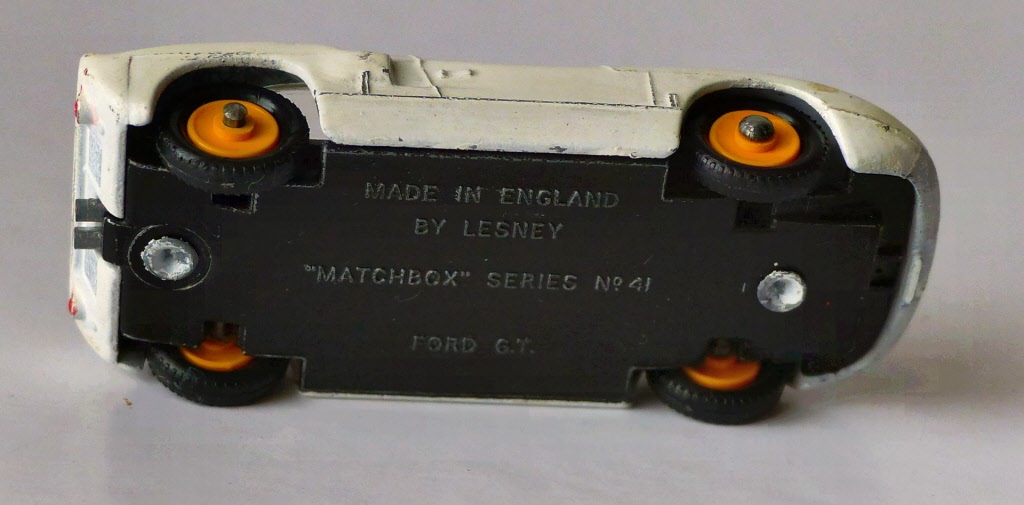 MADE IN ENGLAND
BY LESNEY
"MATCHBOX" SERIES Nº 41
FORD G.T.